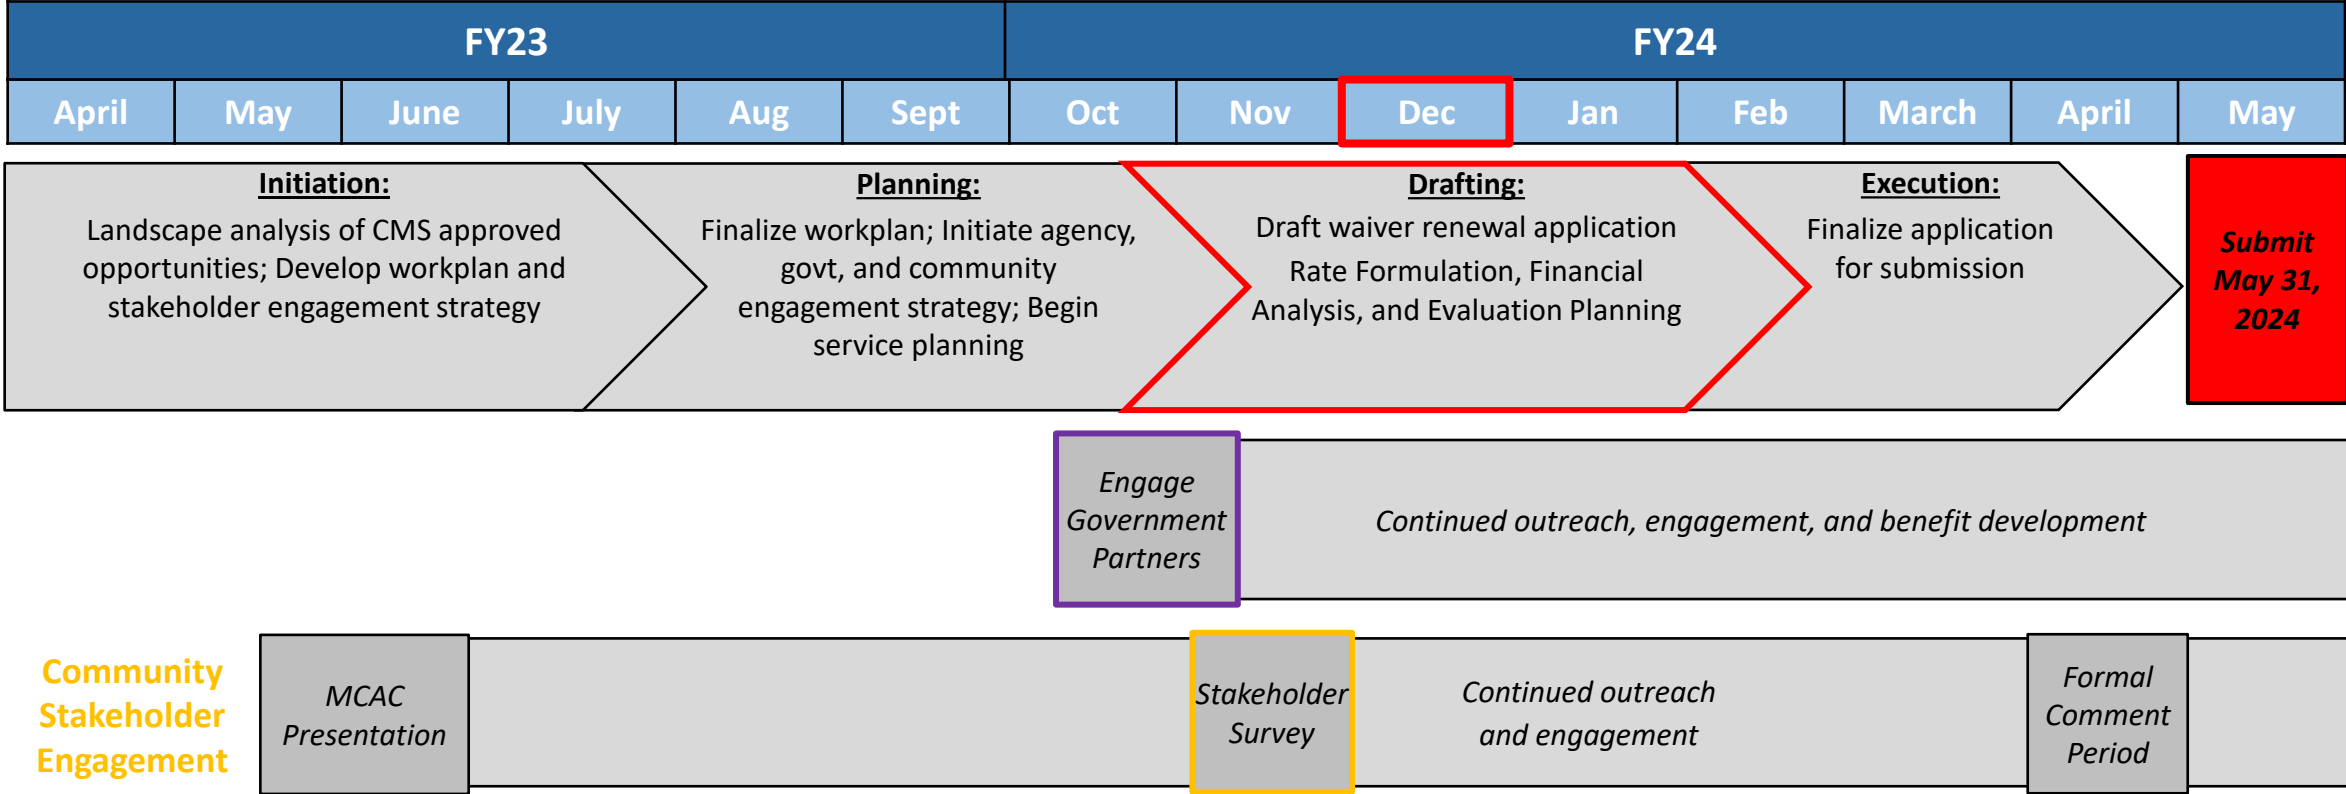 FY23
FY24
April
May
June
July
Aug
Sept
Oct
Nov
Dec
Jan
Feb
March
April
May
Initiation:
Landscape analysis of CMS approved
opportunities; Develop workplan and
stakeholder engagement strategy
Planning:
Finalize workplan; Initiate agency,
govt, and community
engagement strategy; Begin
service planning
Drafting:
Draft waiver renewal application
Rate Formulation, Financial
Analysis, and Evaluation Planning
Execution:
Finalize application
for submission
Submit
May 31,
2024
Engage
Government
Partners
Continued outreach, engagement, and benefit development
Community
Stakeholder
Engagement
MCAC
Presentation
Stakeholder
Survey
Continued outreach
and engagement
Formal
Comment
Period